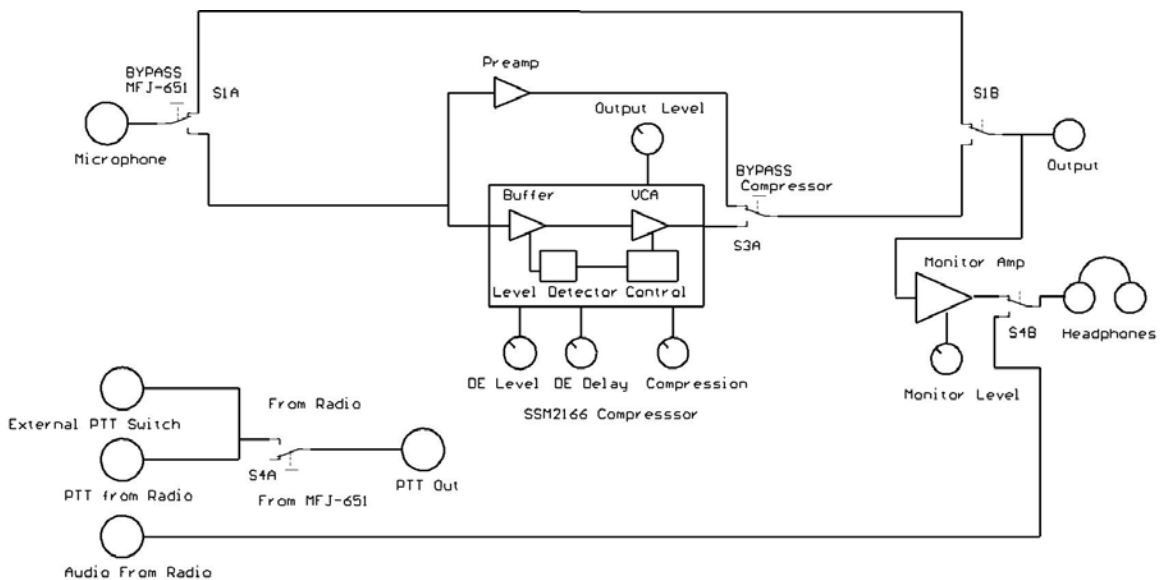 Preamp
BYPASS
MFJ-651
S1A
S1B
Output Level
Microphone
Output
BYPASS
Compressor
Buffer
VCA
S3A
Level Detector Control
Monitor Amp
S4B
Headphones
DE Level
DE Delay
Compression
Monitor Level
SSM2166 Compresssor
From Radio
External PTT Switch
S4A
PTT from Radio
From MFJ-651
PTT Out
Audio From Radio